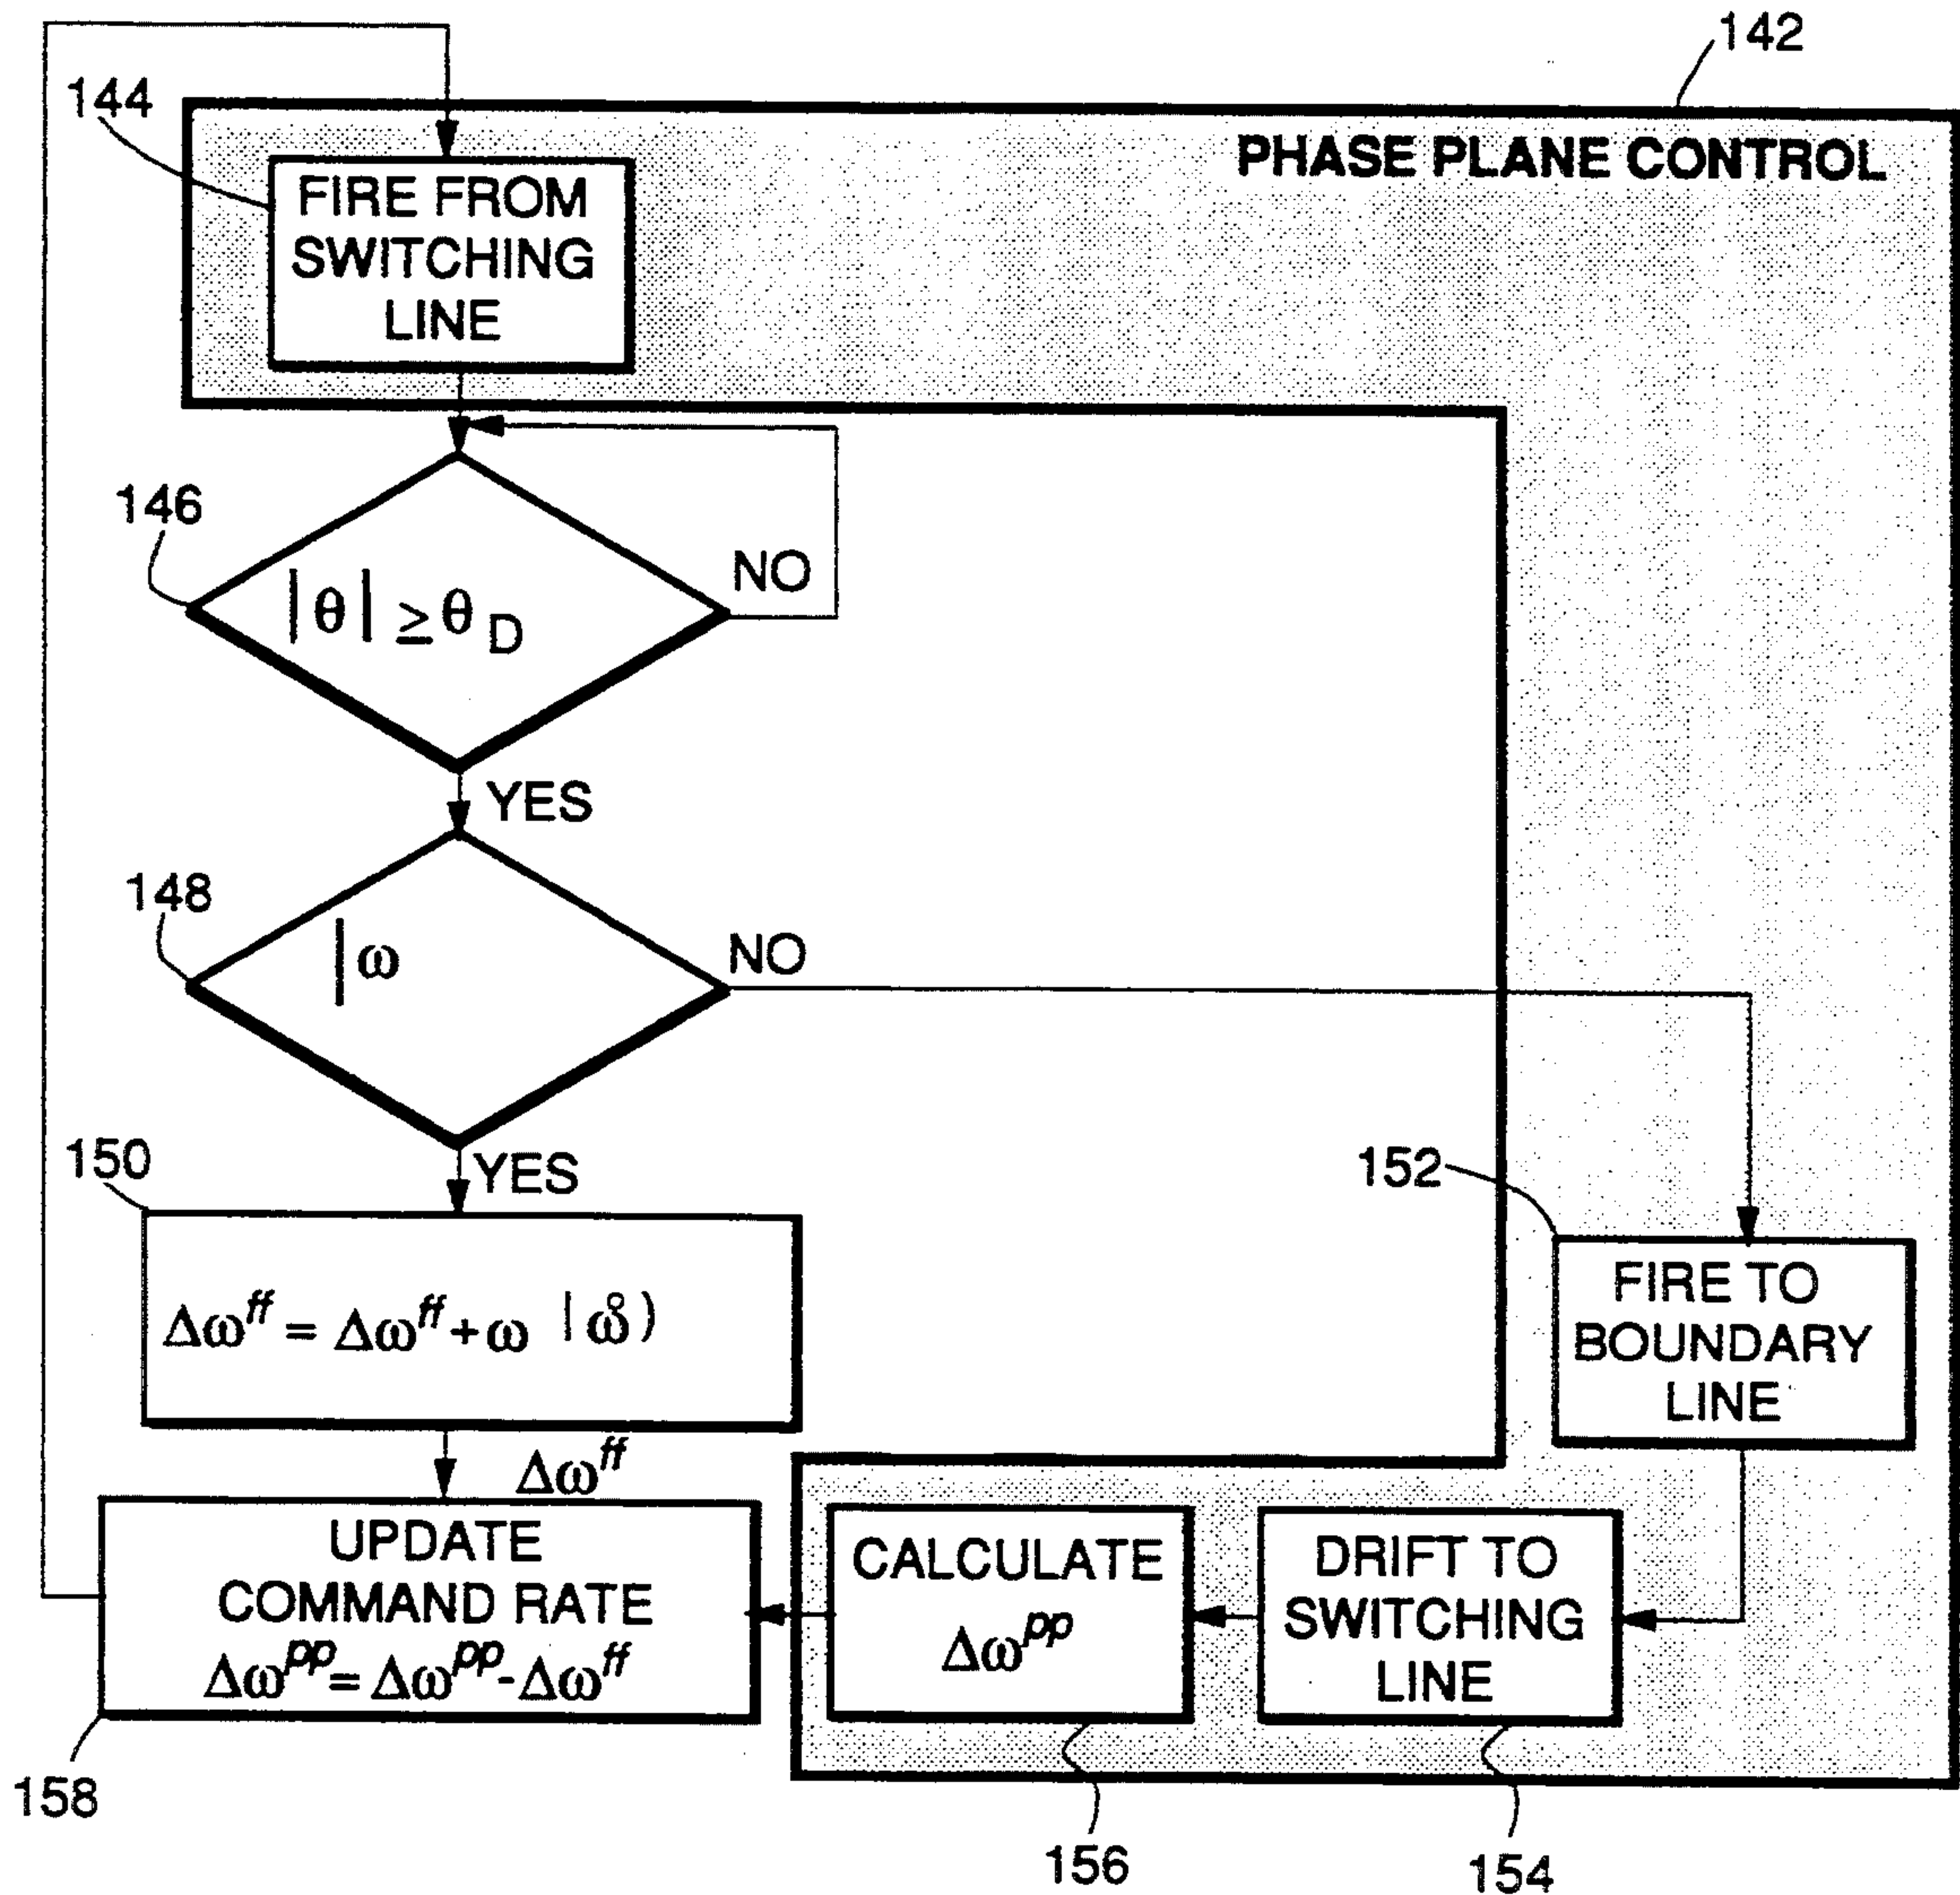 142
144
PHASE PLANE CONTROL
FIRE FROM
SWITCHING
LINE
146
NO
|θ| ≥ θ D
YES
148
|ω
NO
YES
150
152
Δω^ff = Δω^ff + ω |ω̊)
FIRE TO
BOUNDARY
LINE
Δω^ff
UPDATE
COMMAND RATE
Δω^pp = Δω^pp - Δω^ff
CALCULATE
Δω^pp
DRIFT TO
SWITCHING
LINE
158
156
154